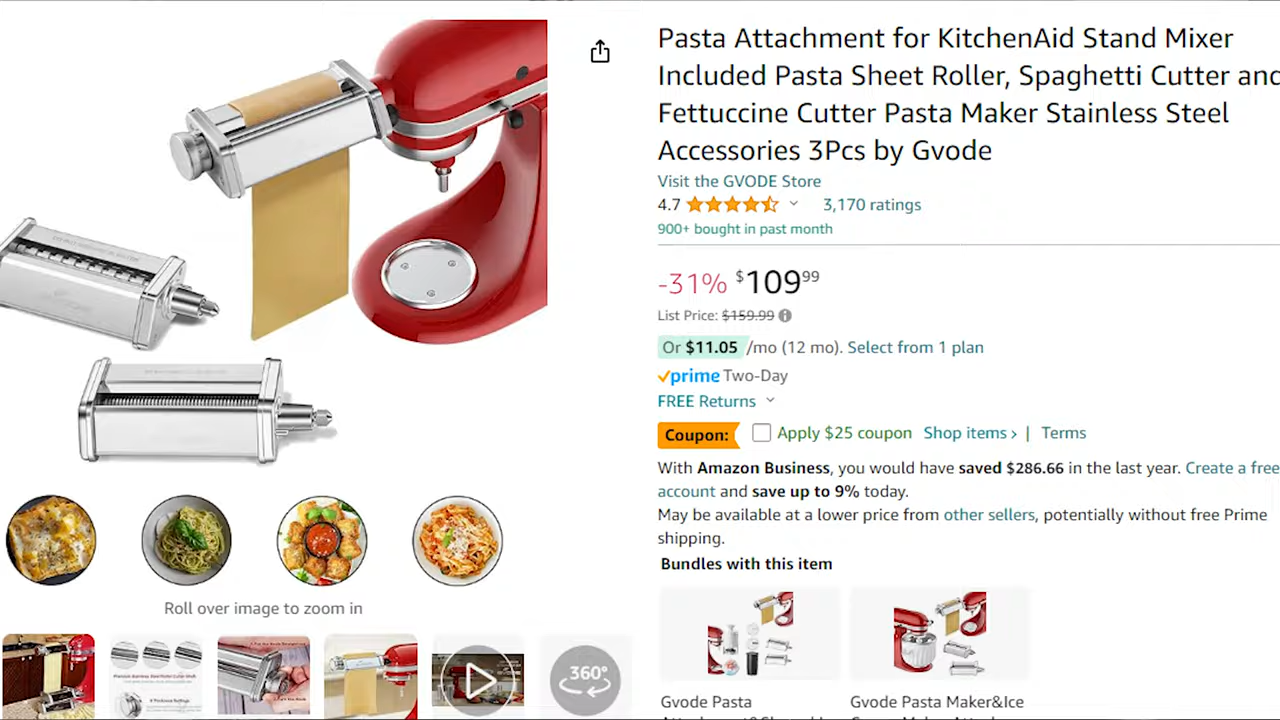 Pasta Attachment for KitchenAid Stand Mixer
Included Pasta Sheet Roller, Spaghetti Cutter and
Fettuccine Cutter Pasta Maker Stainless Steel
Accessories 3Pcs by Gvode
Visit the GVODE Store
4.7 3,170 ratings
900+ bought in past month
-31% $109.99
List Price: $159.99
Or $11.05 /mo (12 mo). Select from 1 plan
prime Two-Day
FREE Returns
Coupon: Apply $25 coupon Shop items › | Terms
With Amazon Business, you would have saved $286.66 in the last year. Create a free
account and save up to 9% today.
May be available at a lower price from other sellers, potentially without free Prime
shipping.
Bundles with this item
Roll over image to zoom in
360°
Gvode Pasta
Gvode Pasta Maker&Ice